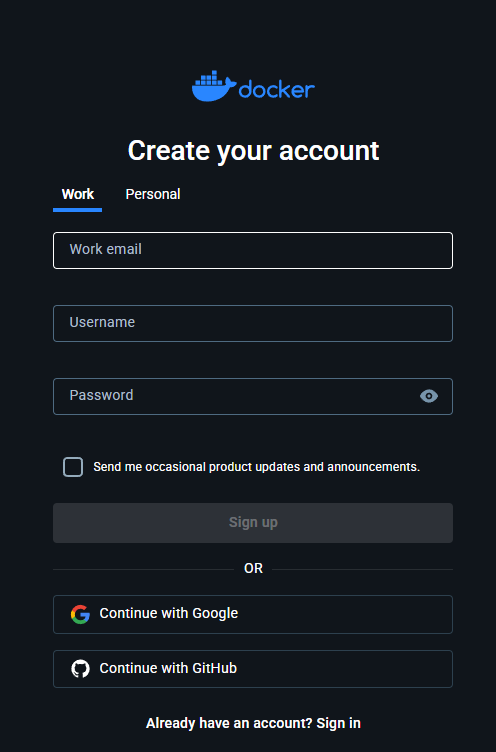 docker
Create your account
Work Personal
Work email
Username
Password
Send me occasional product updates and announcements.
Sign up
OR
Continue with Google
Continue with GitHub
Already have an account? Sign in